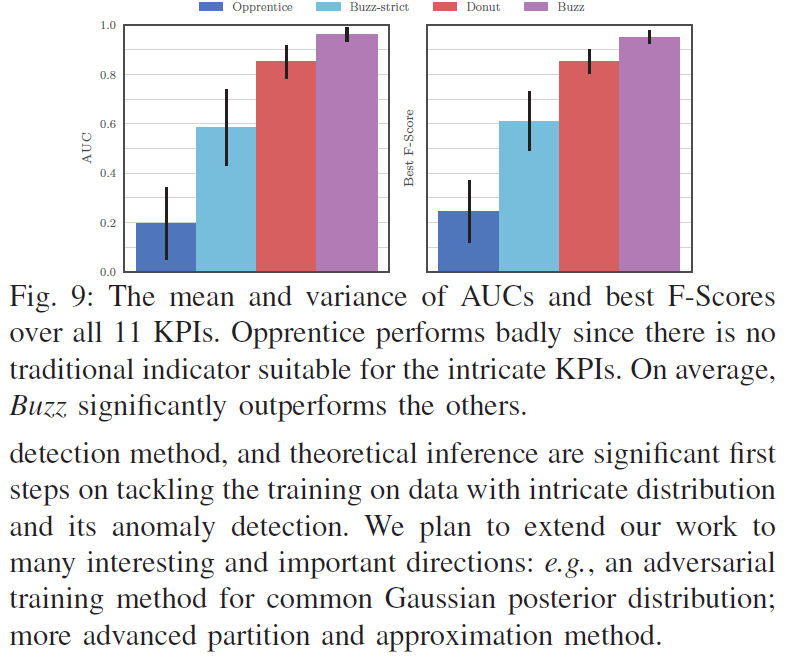 Opprentice Buzz-strict Donut Buzz
1.0
0.8
0.6
0.4
0.2
0.0
AUC
Best F-Score
Fig. 9: The mean and variance of AUCs and best F-Scores
over all 11 KPIs. Opprentice performs badly since there is no
traditional indicator suitable for the intricate KPIs. On average,
Buzz significantly outperforms the others.
detection method, and theoretical inference are significant first
steps on tackling the training on data with intricate distribution
and its anomaly detection. We plan to extend our work to
many interesting and important directions: e.g., an adversarial
training method for common Gaussian posterior distribution;
more advanced partition and approximation method.